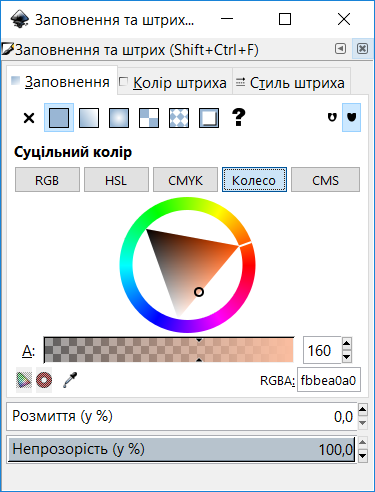 Заповнення та штрих...
Заповнення та штрих (Shift+Ctrl+F)
Заповнення Колір штриха Стиль штриха
?
Суцільний колір
RGB HSL CMYK Колесо CMS
A: 160
RGBA: fbbea0a0
Розмиття (у %) 0,0
Непрозорість (у %) 100,0